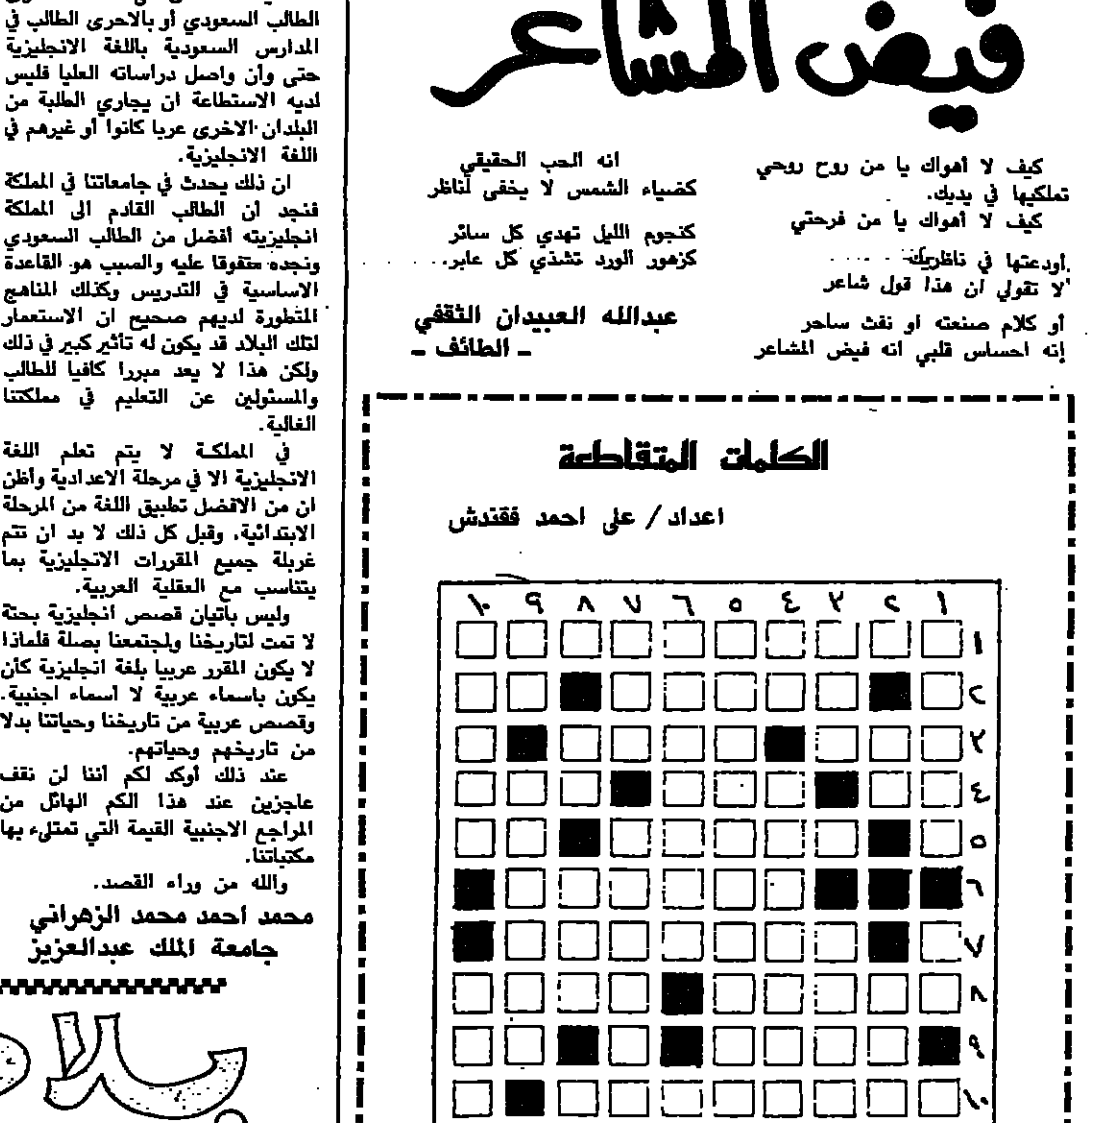 فيض المشاعر
كيف لا أهواك يا من روح روحي
تملكيها في يديك.
كيف لا أهواك يا من فرحتي
أودعتها في ناظريك
لا تقولي ان هذا قول شاعر
أو كلام صنعته او نفث ساحر
إنه احساس قلبي انه فيض المشاعر
انه الحب الحقيقي
كضياء الشمس لا يخفى لناظر
كنجوم الليل تهدي كل سائر
كزهور الورد تشذي كل عابر.
عبدالله العبيدان الثقفي
ـ الطائف ـ
الكلمات المتقاطعة
اعداد / علي احمد فقندش
١ ٢ ٣ ٤ ٥ ٦ ٧ ٨ ٩ ١٠
١
٢
٣
٤
٥
٦
٧
٨
٩
١٠
الطالب السعودي أو بالاحرى الطالب في
المدارس السعودية باللغة الانجليزية
حتى وأن واصل دراساته العليا فليس
لديه الاستطاعة ان يجاري الطلبة من
البلدان الاخرى عربا كانوا أو غيرهم في
اللغة الانجليزية.
ان ذلك يحدث في جامعاتنا في المملكة
فنجد أن الطالب القادم الى المملكة
انجليزيته أفضل من الطالب السعودي
ونجده متفوقا عليه والسبب هو القاعدة
الاساسية في التدريس وكذلك المناهج
المتطورة لديهم صحيح ان الاستعمار
لتلك البلاد قد يكون له تأثير كبير في ذلك
ولكن هذا لا يعد مبررا كافيا للطالب
والمسئولين عن التعليم في مملكتنا
الغالية.
في المملكة لا يتم تعلم اللغة
الانجليزية الا في مرحلة الاعدادية وأظن
ان من الافضل تطبيق اللغة من المرحلة
الابتدائية، وقبل كل ذلك لا بد ان تتم
غربلة جميع المقررات الانجليزية بما
يتناسب مع العقلية العربية.
وليس بأتيان قصص انجليزية بحتة
لا تمت لتاريخنا ولمجتمعنا بصلة فلماذا
لا يكون المقرر عربيا بلغة انجليزية كأن
يكون باسماء عربية لا أسماء اجنبية.
وقصص عربية من تاريخنا وحياتنا بدلا
من تاريخهم وحياتهم.
عند ذلك أوكد لكم اننا لن نقف
عاجزين عند هذا الكم الهائل من
المراجع الاجنبية القيمة التي تمتلىء بها
مكتباتنا.
والله من وراء القصد.
محمد احمد محمد الزهراني
جامعة الملك عبدالعزيز